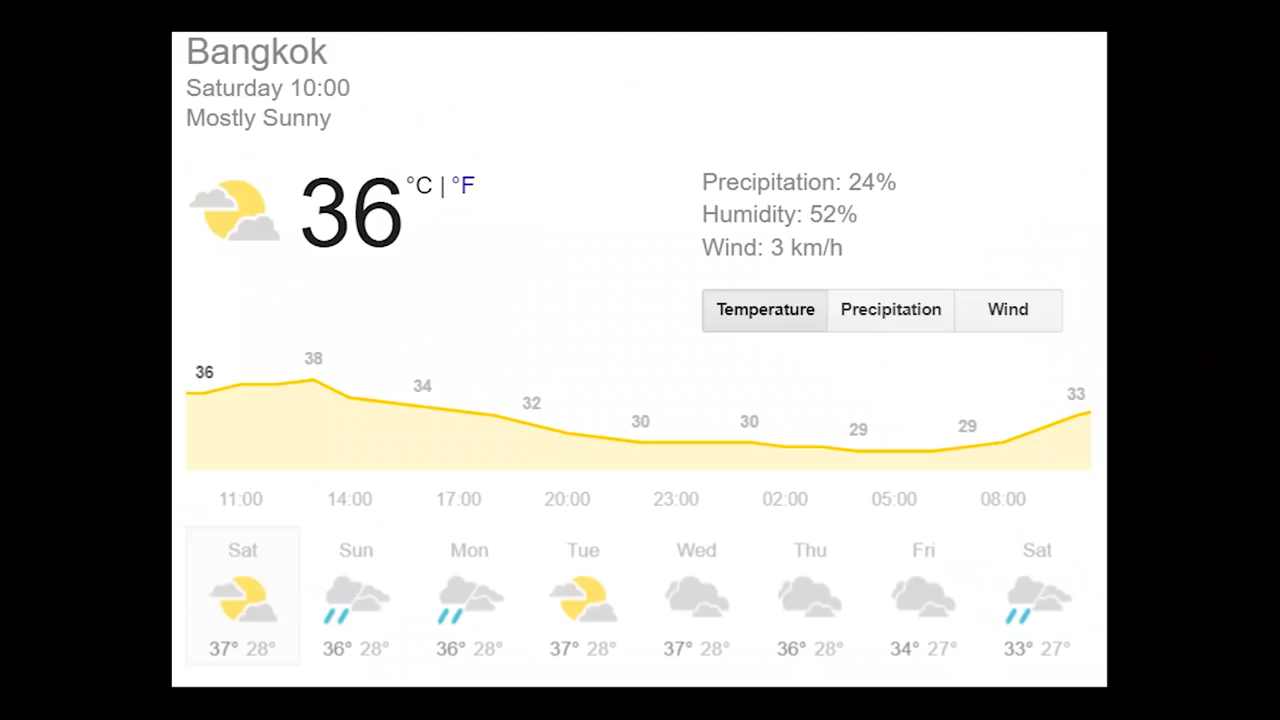 Bangkok
Saturday 10:00
Mostly Sunny
36 °C | °F
Precipitation: 24%
Humidity: 52%
Wind: 3 km/h
Temperature Precipitation Wind
36 38 34 32 30 30 29 29 33
11:00 14:00 17:00 20:00 23:00 02:00 05:00 08:00
Sat Sun Mon Tue Wed Thu Fri Sat
37° 28° 36° 28° 36° 28° 37° 28° 37° 28° 36° 28° 34° 27° 33° 27°